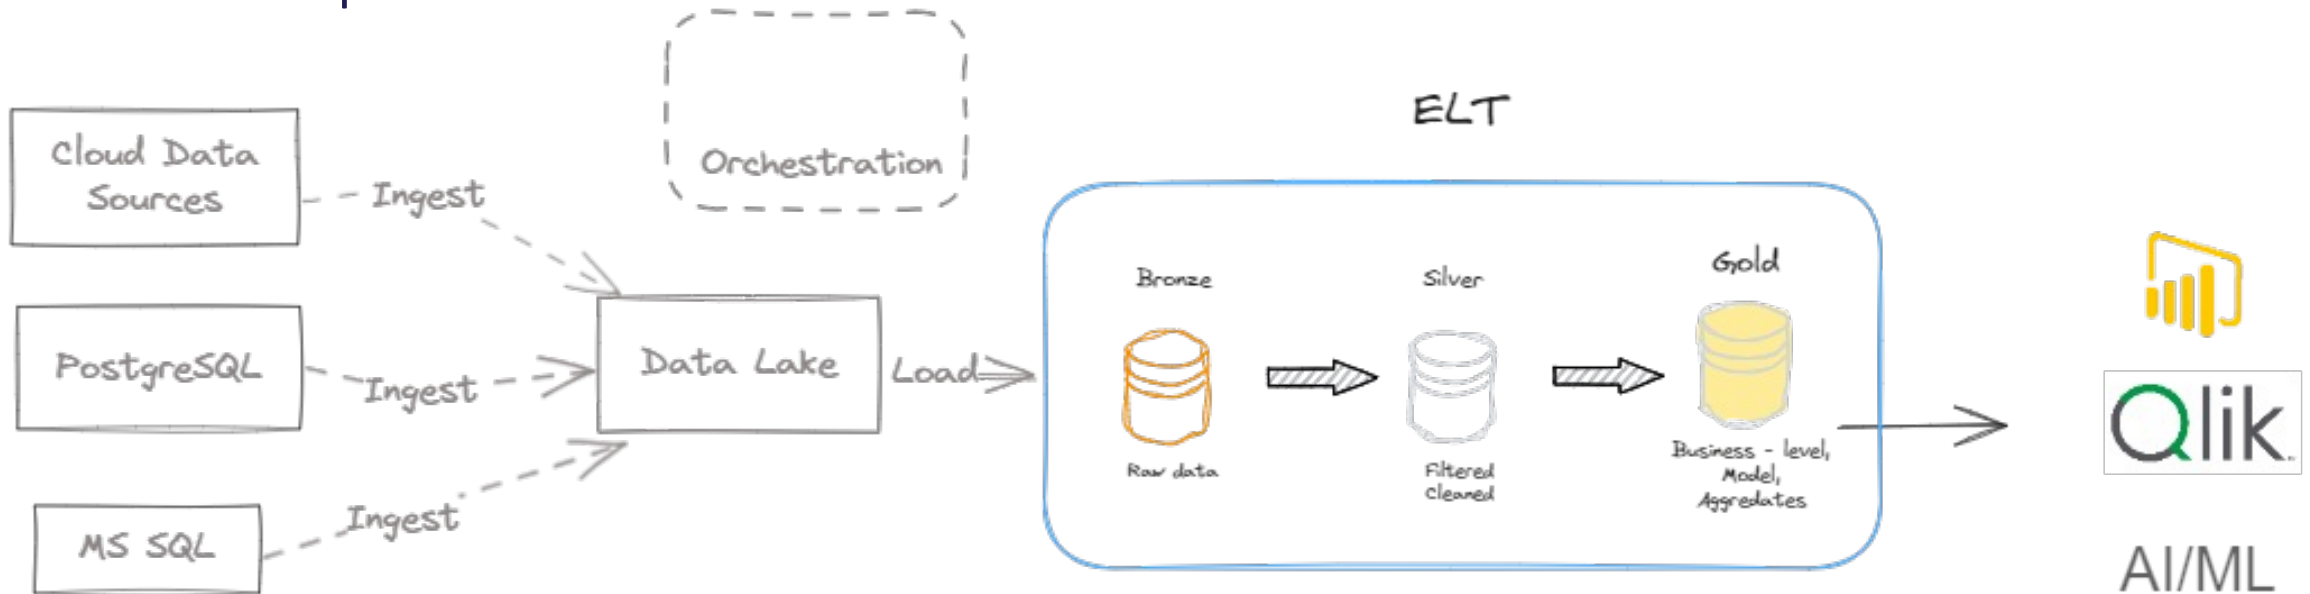 Cloud Data
Sources
Ingest
Orchestration
ELT
PostgreSQL
Ingest
Data Lake
Load
MS SQL
Ingest
Bronze
Raw data
Silver
Filtered
Cleaned
Gold
Business - level,
Model,
Aggredates
Qlik
AI/ML